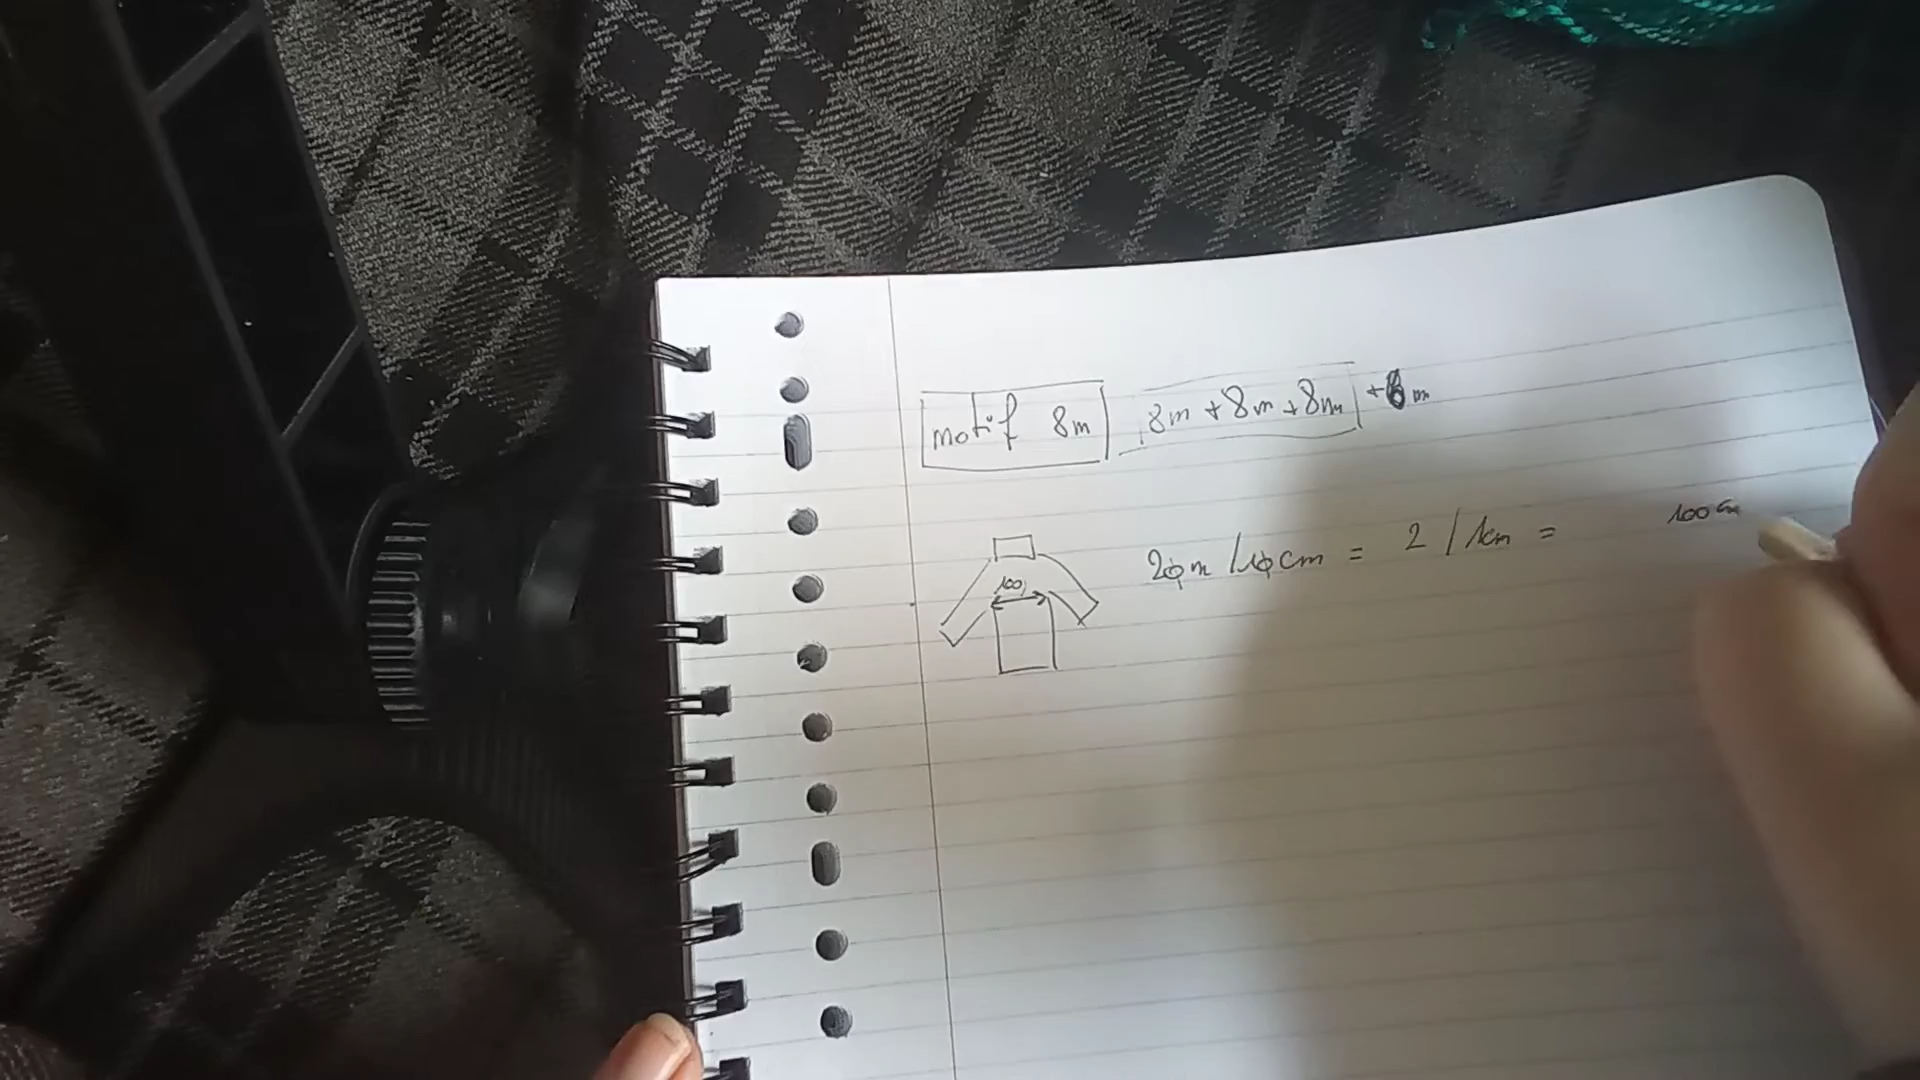 motif 8m 8m + 8m + 8m + 8m
20m / 10cm = 2 / 1cm = 100cm
100